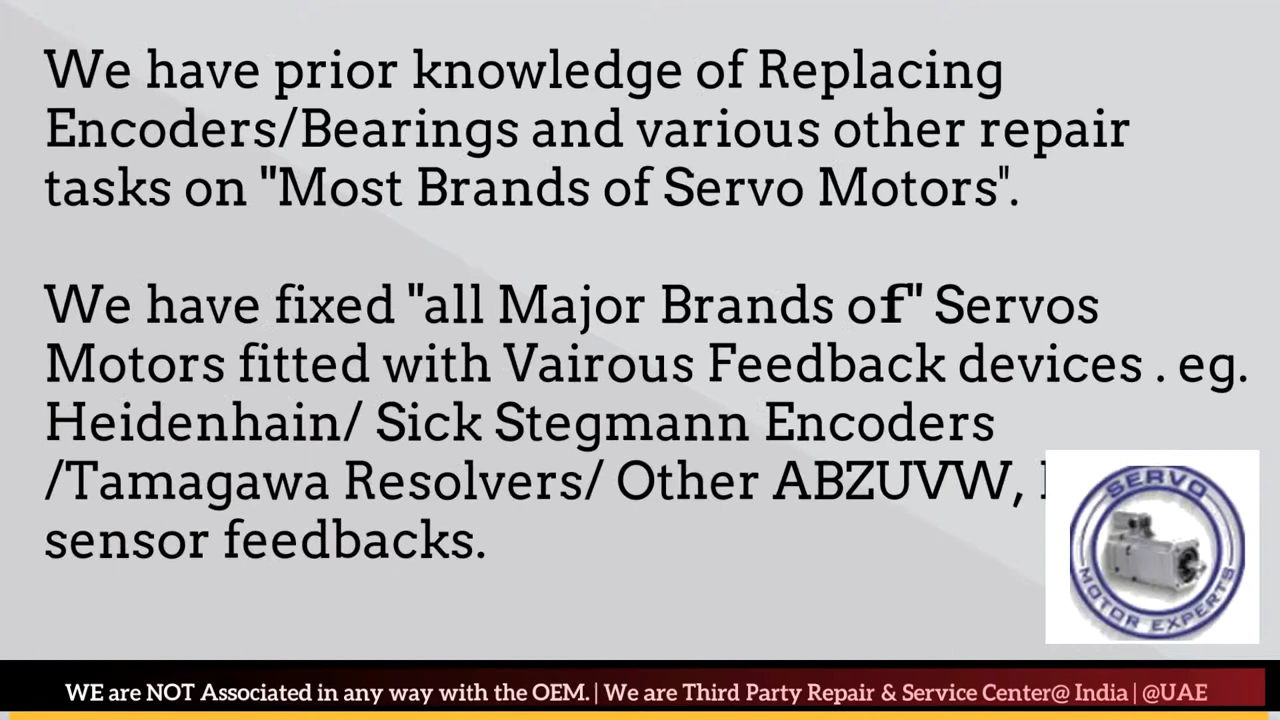 We have prior knowledge of Replacing
Encoders/Bearings and various other repair
tasks on "Most Brands of Servo Motors".
We have fixed "all Major Brands of" Servos
Motors fitted with Vairous Feedback devices . eg.
Heidenhain/ Sick Stegmann Encoders
/Tamagawa Resolvers/ Other ABZUVW,
sensor feedbacks.
SERVO
MOTOR EXPERTS
WE are NOT Associated in any way with the OEM. | We are Third Party Repair & Service Center@ India | @UAE